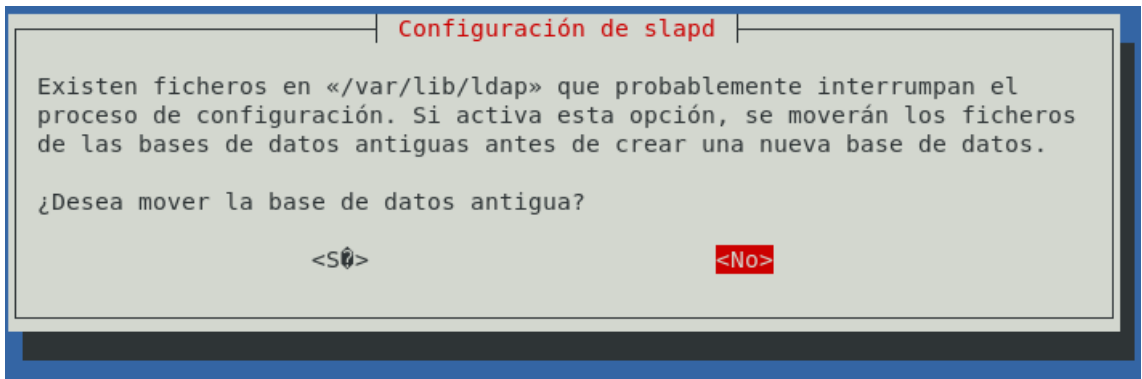 Configuración de slapd
Existen ficheros en «/var/lib/ldap» que probablemente interrumpan el
proceso de configuración. Si activa esta opción, se moverán los ficheros
de las bases de datos antiguas antes de crear una nueva base de datos.
¿Desea mover la base de datos antigua?
<S�> <No>